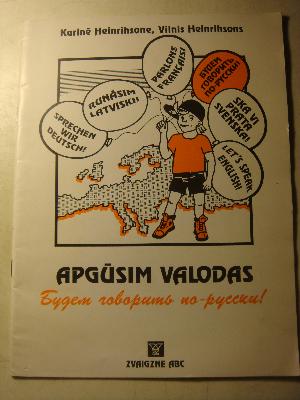 Karīnē Heinrihsone, Vilnis Heinrihsons
SPRECHEN
WIR
DEUTSCH!
RUNĀSIM
LATVISKI!
PARLONS
FRANÇAIS!
БУДЕМ
ГОВОРИТЬ
ПО-РУССКИ!
SKA VI
PRATA
SVENSKA!
LET'S SPEAK
ENGLISH!
APGŪSIM VALODAS
Будем говорить по-русски!
ZVAIGZNE ABC